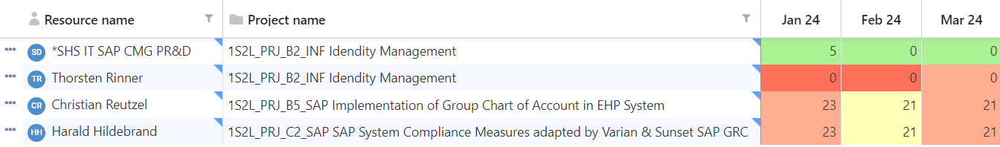 Resource name Project name Jan 24 Feb 24 Mar 24
SD *SHS IT SAP CMG PR&D 1S2L_PRJ_B2_INF Idendity Management 5 0 0
TR Thorsten Rinner 1S2L_PRJ_B2_INF Idendity Management 0 0 0
CR Christian Reutzel 1S2L_PRJ_B5_SAP Implementation of Group Chart of Account in EHP System 23 21 21
HH Harald Hildebrand 1S2L_PRJ_C2_SAP SAP System Compliance Measures adapted by Varian & Sunset SAP GRC 23 21 21